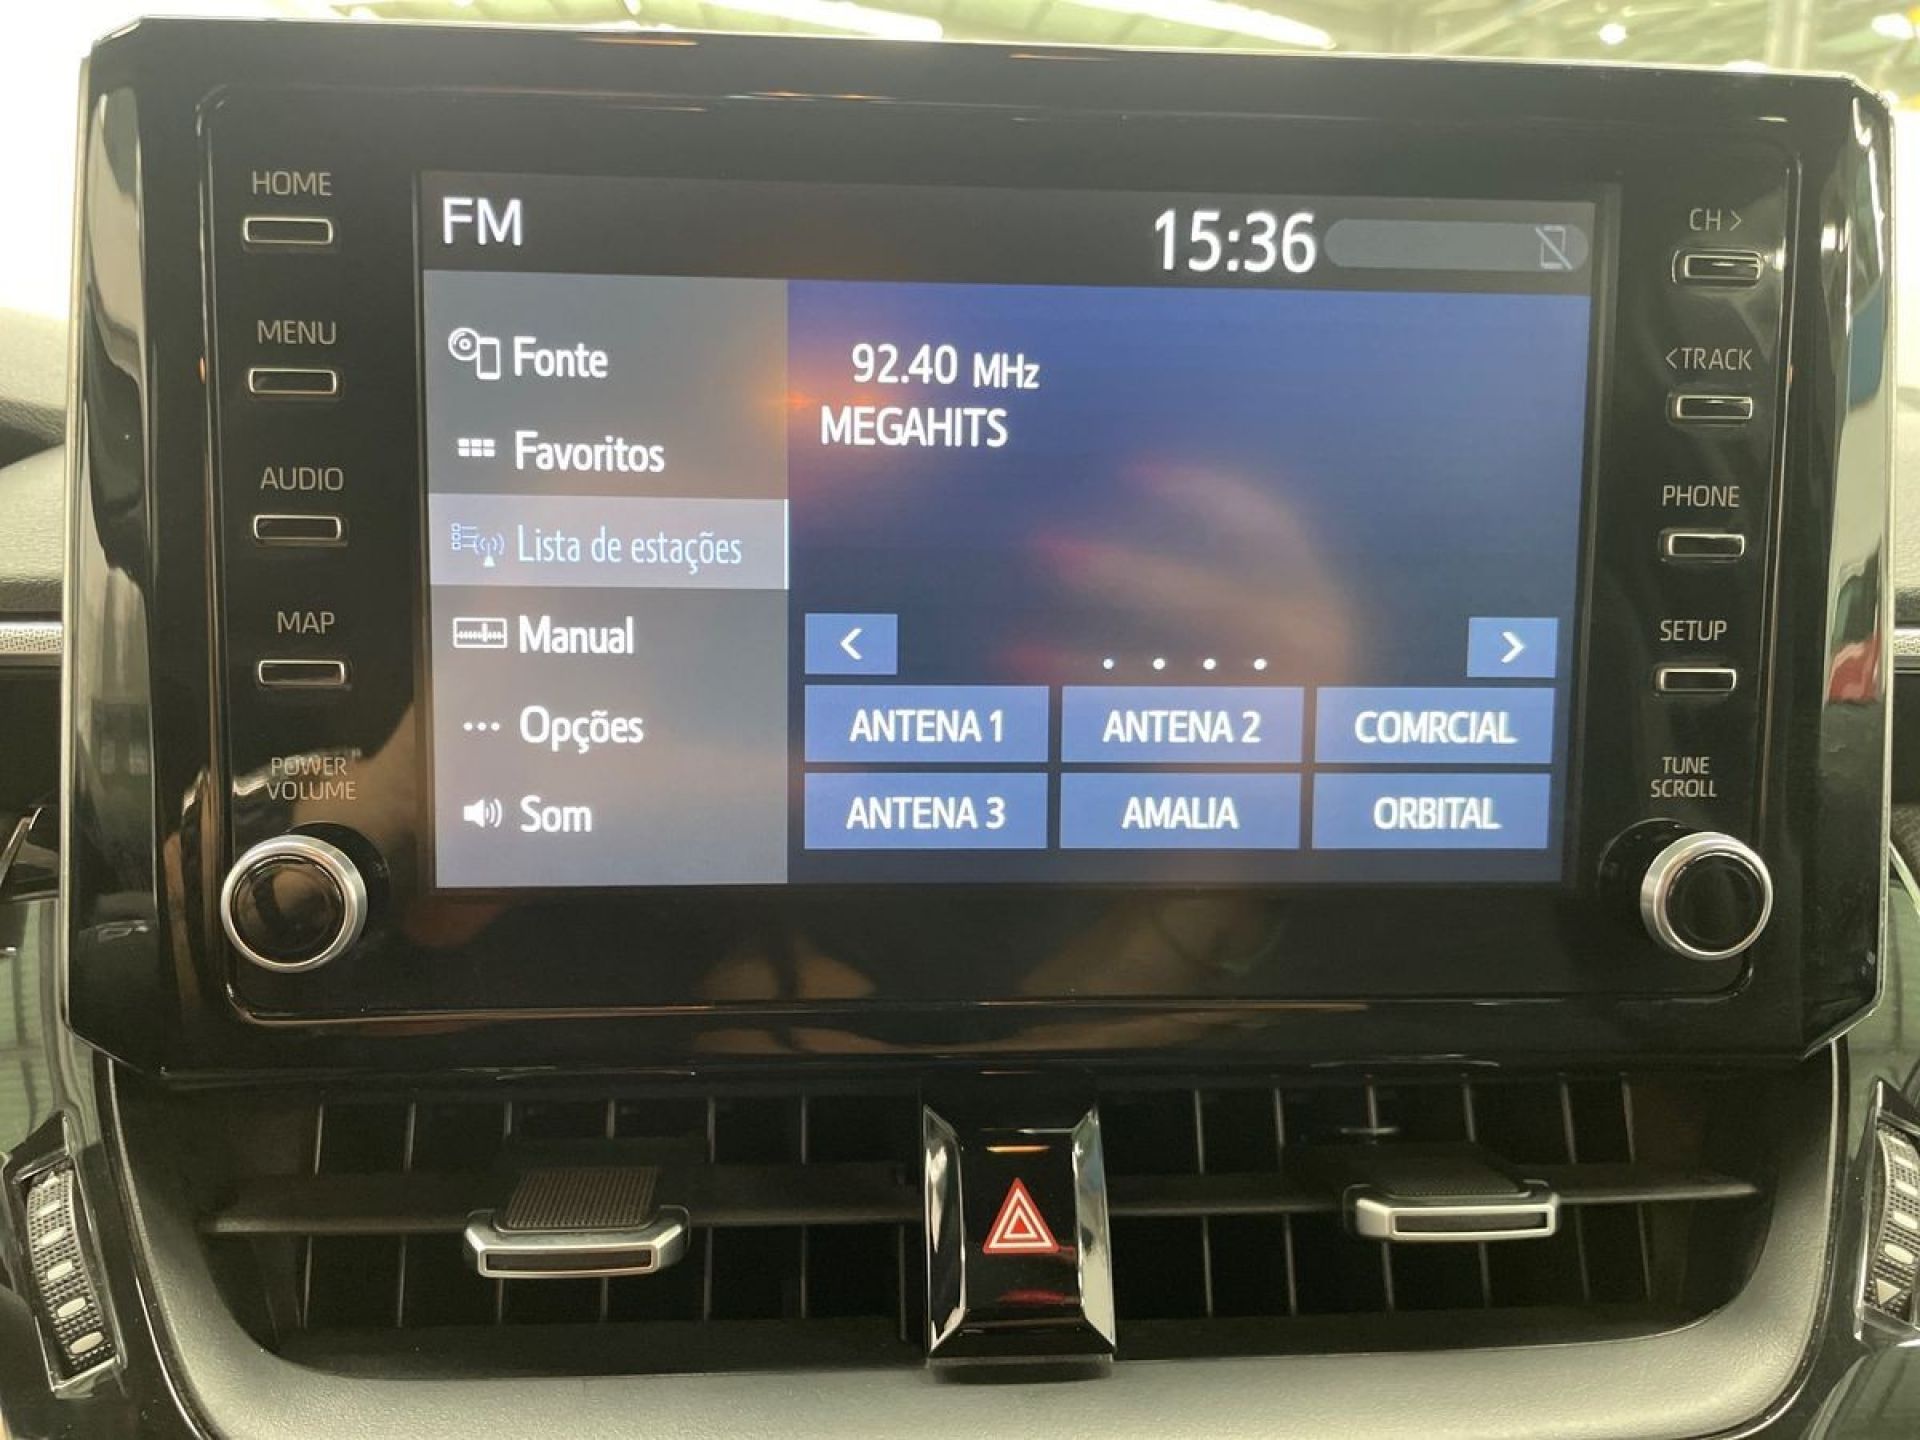 HOME
MENU
AUDIO
MAP
POWER
VOLUME
FM
15:36
Fonte
Favoritos
Lista de estações
Manual
Opções
Som
92.40 MHz
MEGAHITS
<
>
ANTENA 1
ANTENA 2
COMRCIAL
ANTENA 3
AMALIA
ORBITAL
CH >
< TRACK
PHONE
SETUP
TUNE
SCROLL